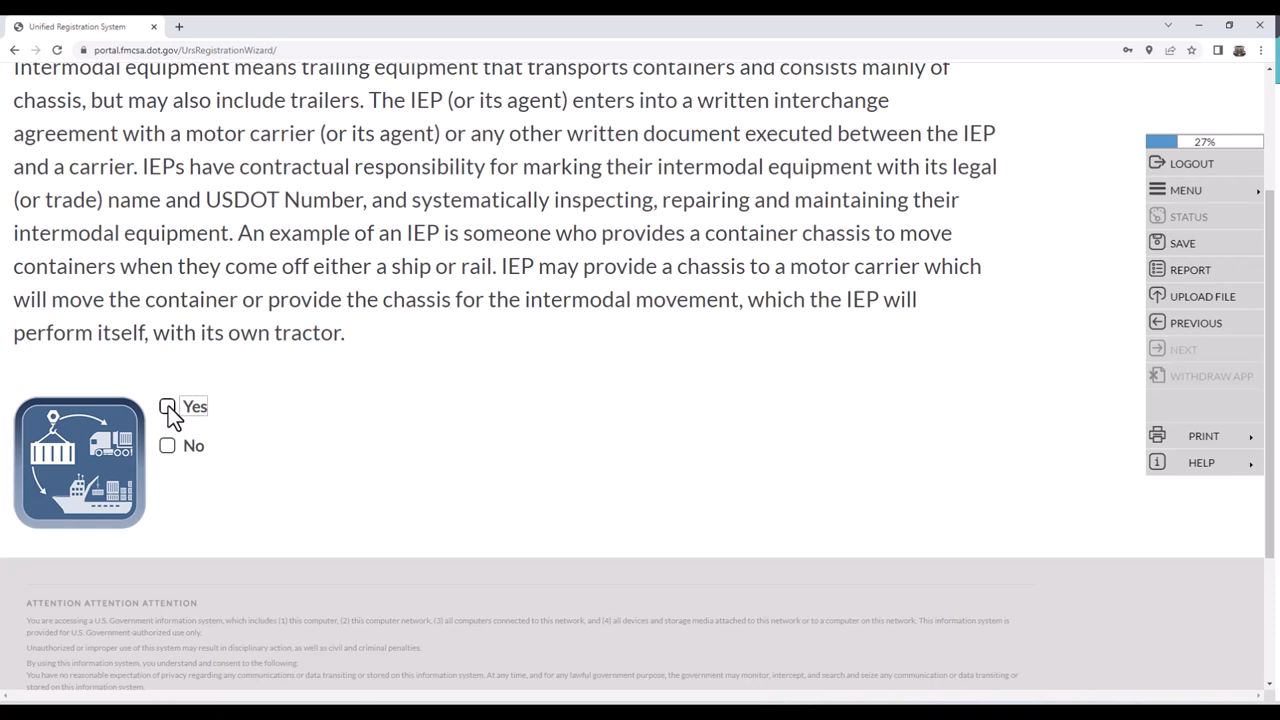 Unified Registration System
portal.fmcsa.dot.gov/UrsRegistrationWizard/
Intermodal equipment means trailing equipment that transports containers and consists mainly of
chassis, but may also include trailers. The IEP (or its agent) enters into a written interchange
agreement with a motor carrier (or its agent) or any other written document executed between the IEP
and a carrier. IEPs have contractual responsibility for marking their intermodal equipment with its legal
(or trade) name and USDOT Number, and systematically inspecting, repairing and maintaining their
intermodal equipment. An example of an IEP is someone who provides a container chassis to move
containers when they come off either a ship or rail. IEP may provide a chassis to a motor carrier which
will move the container or provide the chassis for the intermodal movement, which the IEP will
perform itself, with its own tractor.
Yes
No
27%
LOGOUT
MENU
STATUS
SAVE
REPORT
UPLOAD FILE
PREVIOUS
NEXT
WITHDRAW APP
PRINT
HELP
ATTENTION ATTENTION ATTENTION
You are accessing a U.S. Government information system, which includes (1) this computer, (2) this computer network, (3) all computers connected to this network, and (4) all devices and storage media attached to this network or to a computer on this network. This information system is
provided for U.S. Government-authorized use only.
Unauthorized or improper use of this system may result in disciplinary action, as well as civil and criminal penalties.
By using this information system, you understand and consent to the following:
You have no reasonable expectation of privacy regarding any communications or data transiting or stored on this information system. At any time, and for any lawful government purpose, the government may monitor, intercept, and search and seize any communication or data transiting or
stored on this information system.